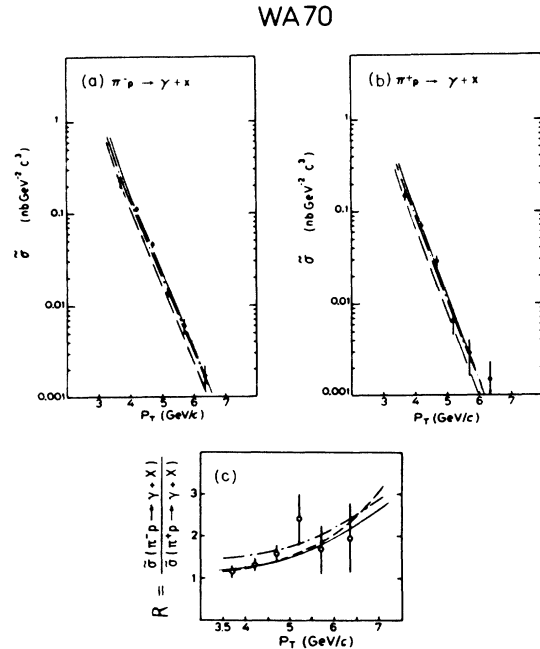 WA70
(a) π⁻p → γ + x
1
0.1
0.01
0.001
σ̃ (nb GeV⁻² c³)
3 4 5 6 7
P_T (GeV/c)
(b) π⁺p → γ + x
1
0.1
0.01
0.001
σ̃ (nb GeV⁻² c³)
3 4 5 6 7
P_T (GeV/c)
(c)
R = σ̃ (π⁻p → γ + X) / σ̃ (π⁺p → γ + X)
3
2
1
3.5 4 5 6 7
P_T (GeV/c)